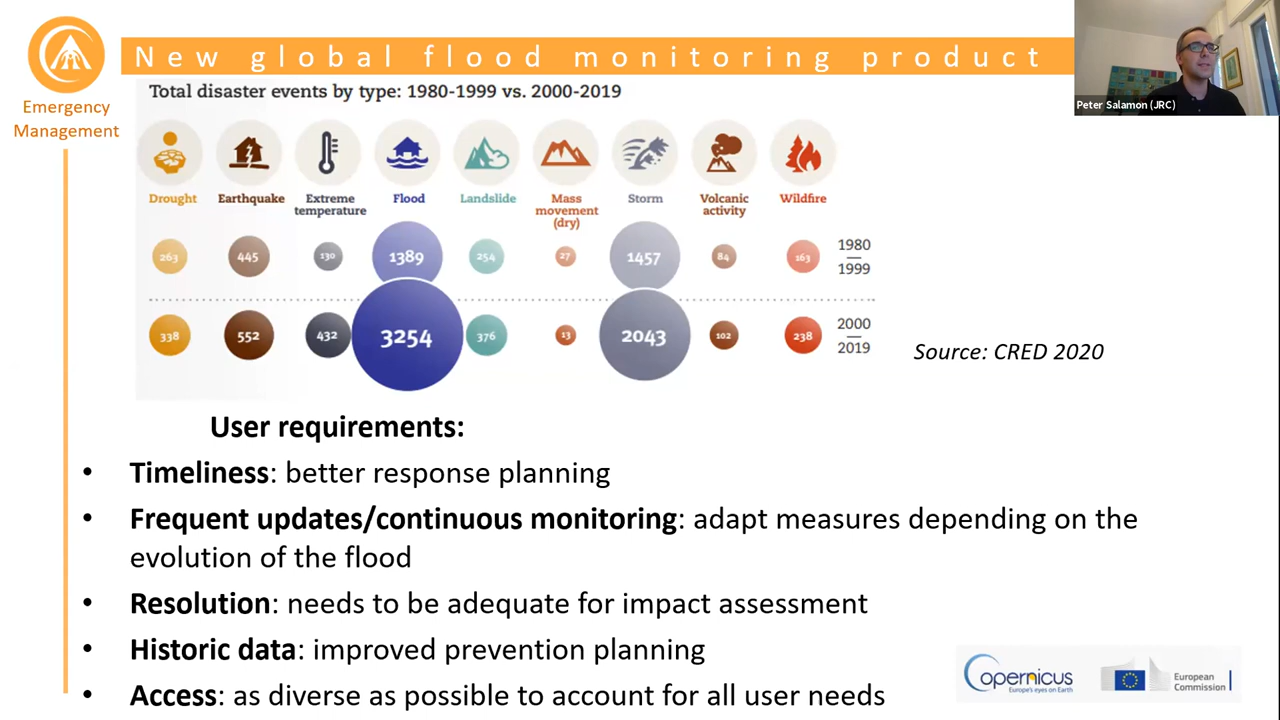 New global flood monitoring product
Peter Salamon (JRC)
Emergency
Management
Total disaster events by type: 1980-1999 vs. 2000-2019
Drought
Earthquake
Extreme
temperature
Flood
Landslide
Mass
movement
(dry)
Storm
Volcanic
activity
Wildfire
263
445
130
1389
254
27
1457
84
163
1980
1999
338
552
432
3254
376
13
2043
102
238
2000
2019
Source: CRED 2020
User requirements:
• Timeliness: better response planning
• Frequent updates/continuous monitoring: adapt measures depending on the
evolution of the flood
• Resolution: needs to be adequate for impact assessment
• Historic data: improved prevention planning
• Access: as diverse as possible to account for all user needs
Copernicus
Europe's eyes on Earth
European
Commission